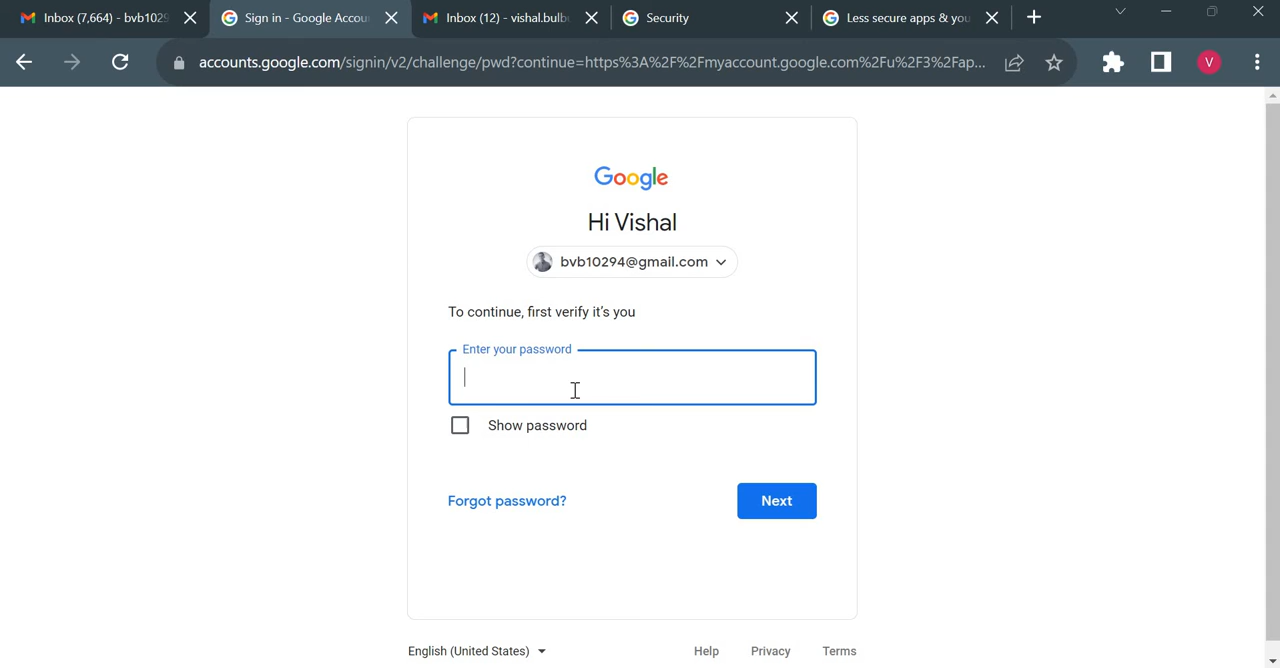 Inbox (7,664) - bvb1029
Sign in - Google Accou
Inbox (12) - vishal.bulb
Security
Less secure apps & you
accounts.google.com/signin/v2/challenge/pwd?continue=https%3A%2F%2Fmyaccount.google.com%2Fu%2F3%2Fap...
V
Google
Hi Vishal
bvb10294@gmail.com
To continue, first verify it's you
Enter your password
Show password
Forgot password?
Next
English (United States)
Help
Privacy
Terms